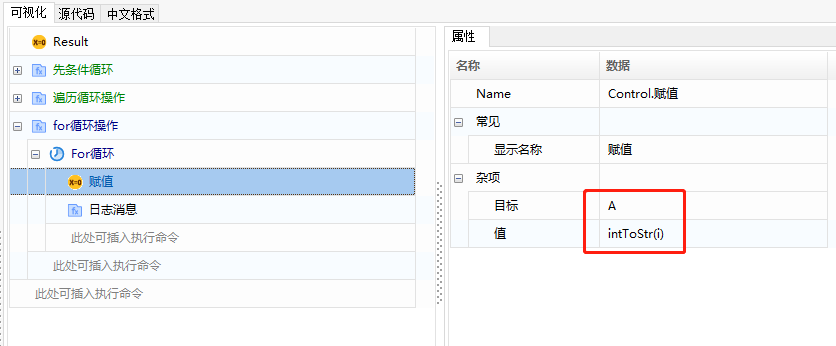 可视化 源代码 中文格式
Result
先条件循环
遍历循环操作
for循环操作
For循环
赋值
日志消息
此处可插入执行命令
此处可插入执行命令
此处可插入执行命令
属性
名称 数据
Name Control.赋值
常见
显示名称 赋值
杂项
目标 A
值 intToStr(i)